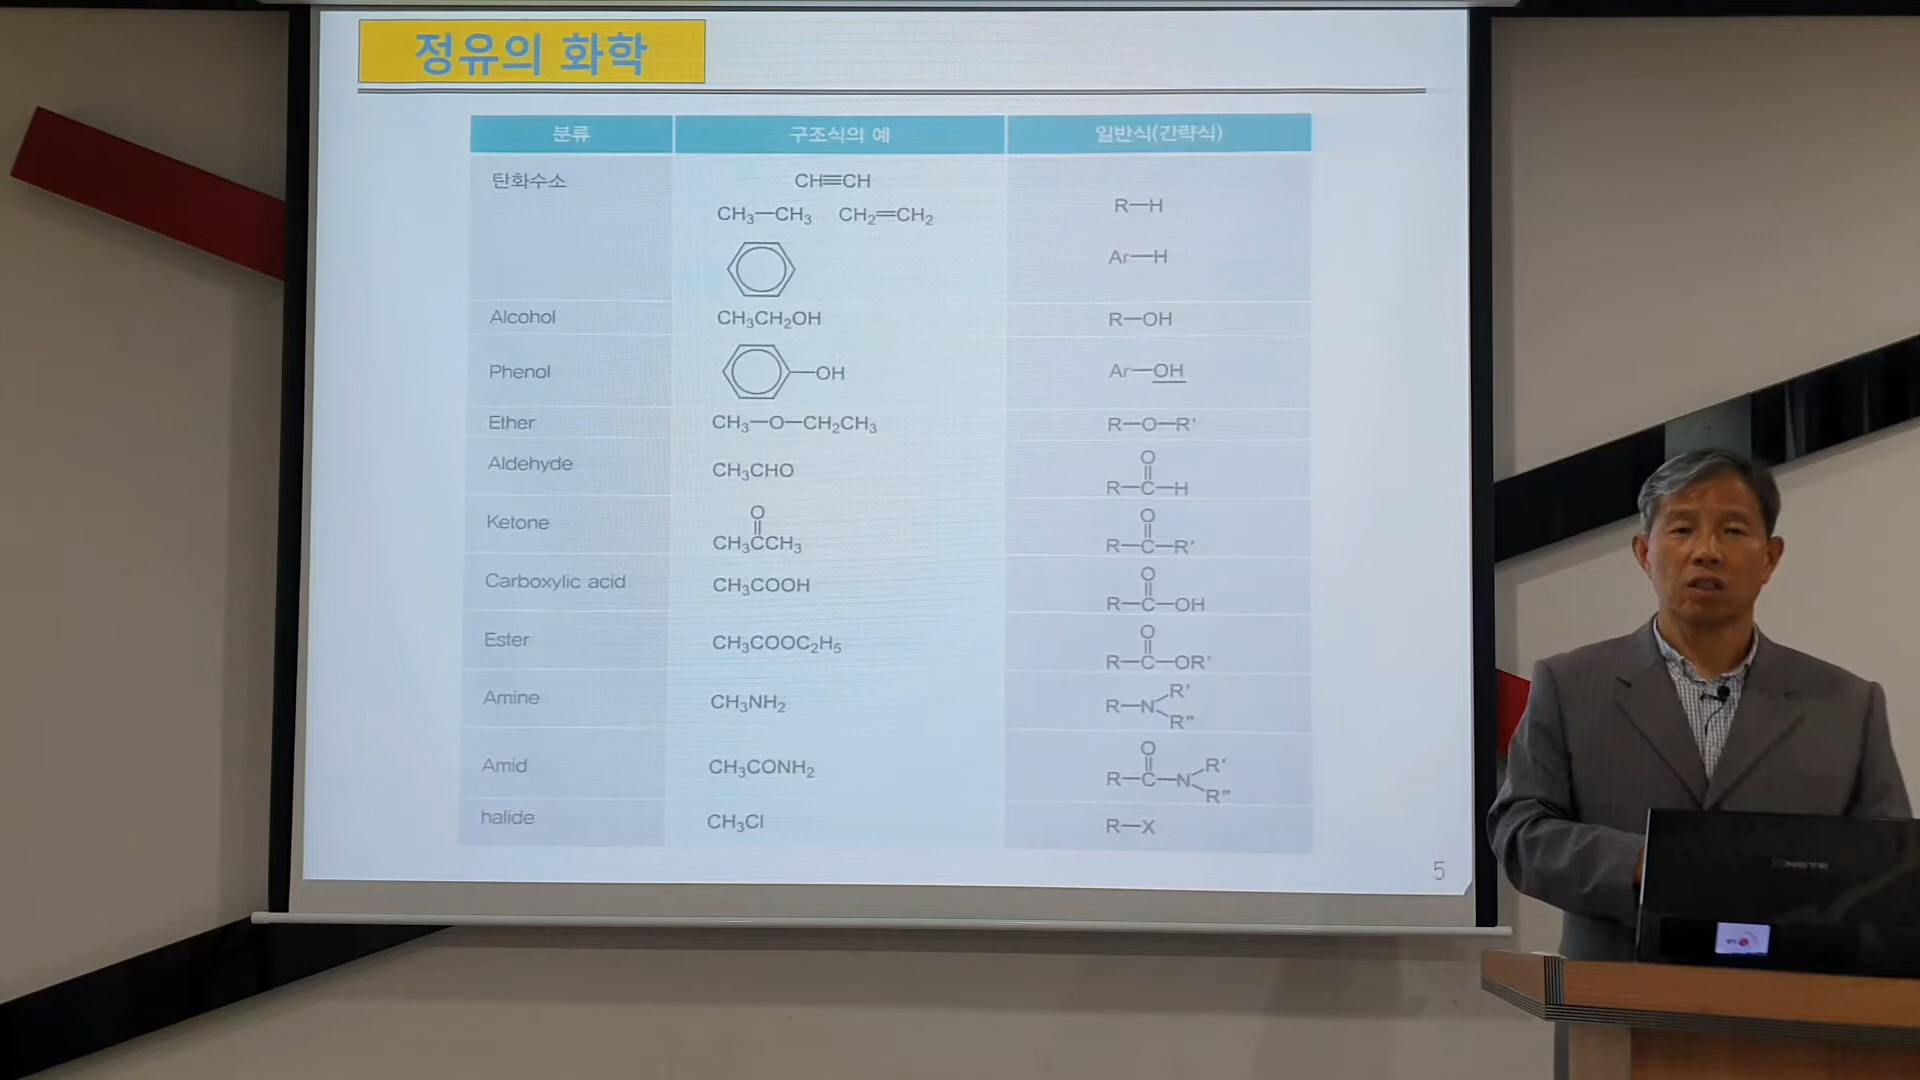 정유의 화학
분류 구조식의 예 일반식(간략식)
탄화수소 CH≡CH
CH₃—CH₃ CH₂=CH₂ R—H
Ar—H
Alcohol CH₃CH₂OH R—OH
Phenol —OH Ar—OH
Ether CH₃—O—CH₂CH₃ R—O—R′
Aldehyde CH₃CHO O
R—C—H
Ketone O O
CH₃CCH₃ R—C—R′
Carboxylic acid CH₃COOH O
R—C—OH
Ester CH₃COOC₂H₅ O
R—C—OR′
Amine CH₃NH₂ R—N R′
R″
Amid CH₃CONH₂ O
R—C—N R′
R″
halide CH₃Cl R—X
5